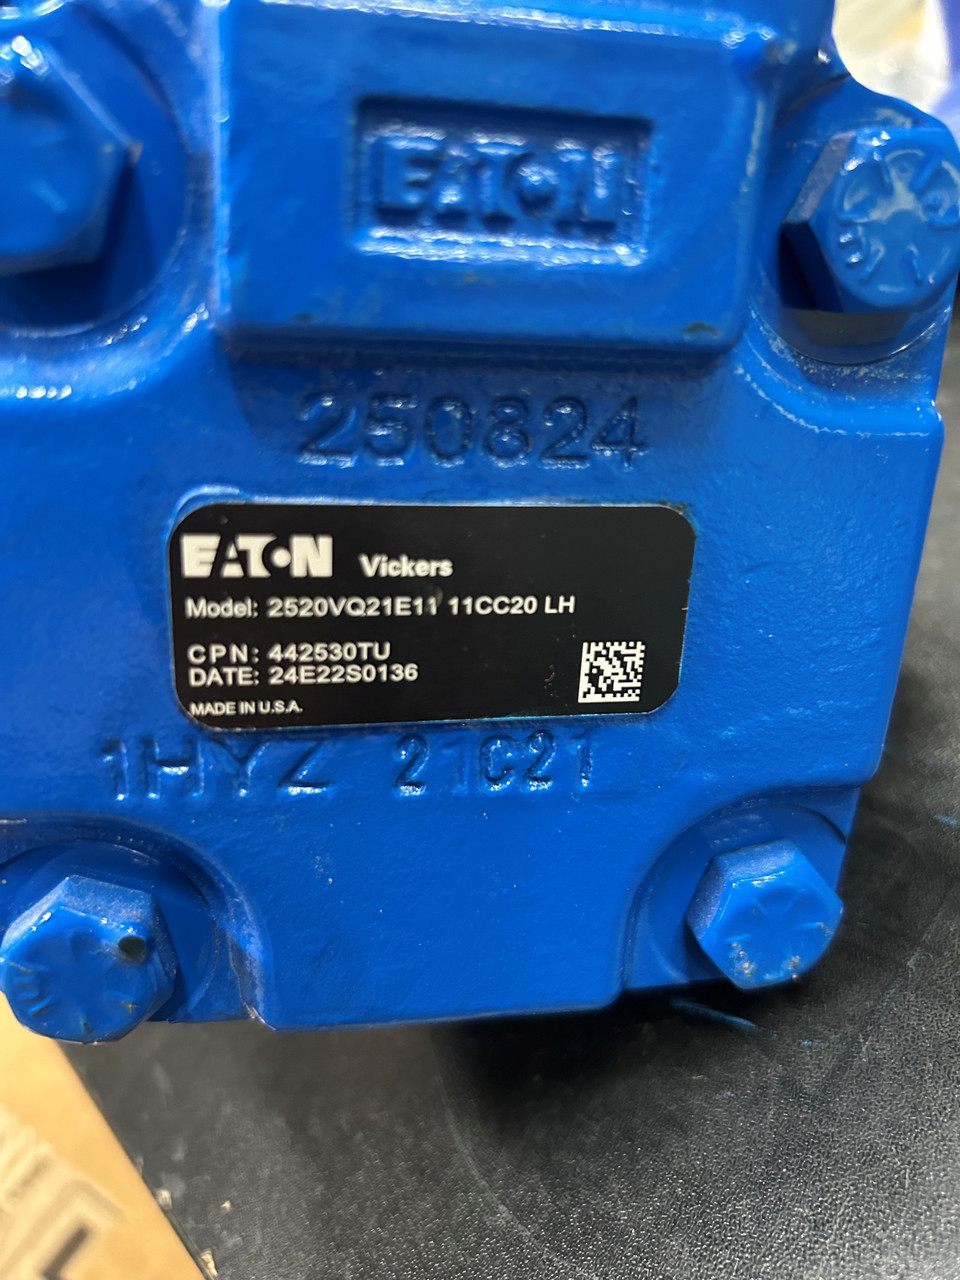 EATON
250824
EATON Vickers
Model: 2520VQ21E11 11CC20 LH
CPN: 442530TU
DATE: 24E22S0136
MADE IN U.S.A.
1HYZ 21C21